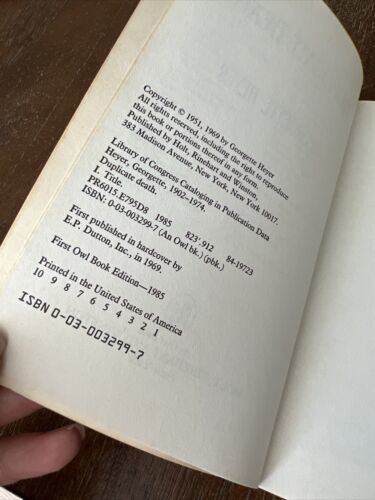 Copyright © 1951, 1969 by Georgette Heyer
All rights reserved, including the right to reproduce
this book or portions thereof in any form.
Published by Holt, Rinehart and Winston,
383 Madison Avenue, New York, New York 10017.
Library of Congress Cataloging in Publication Data
Heyer, Georgette, 1902–1974.
Duplicate death.
I. Title.
PR6015.E795D8 1985 823'.912 84-19723
ISBN: 0-03-003299-7 (An Owl bk.) (pbk.)
First published in hardcover by
E.P. Dutton, Inc., in 1969.
First Owl Book Edition—1985
Printed in the United States of America
10 9 8 7 6 5 4 3 2 1
ISBN 0-03-003299-7